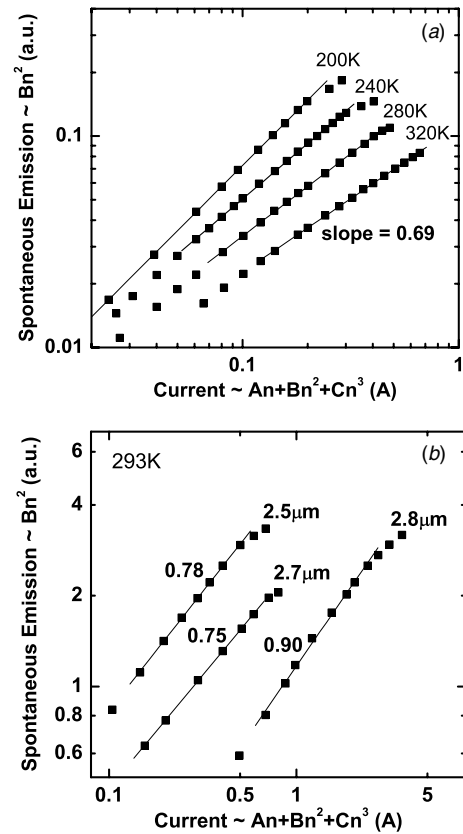 (a)
Spontaneous Emission ~ Bn²  (a.u.)
0.1
0.01
200K
240K
280K
320K
slope = 0.69
0.1
1
Current ~ An+Bn²+Cn³ (A)
(b)
Spontaneous Emission ~ Bn² (a.u.)
6
4
2
1
0.8
0.6
293K
2.5μm
2.7μm
2.8μm
0.78
0.75
0.90
0.1
0.5
1
5
Current ~ An+Bn²+Cn³ (A)